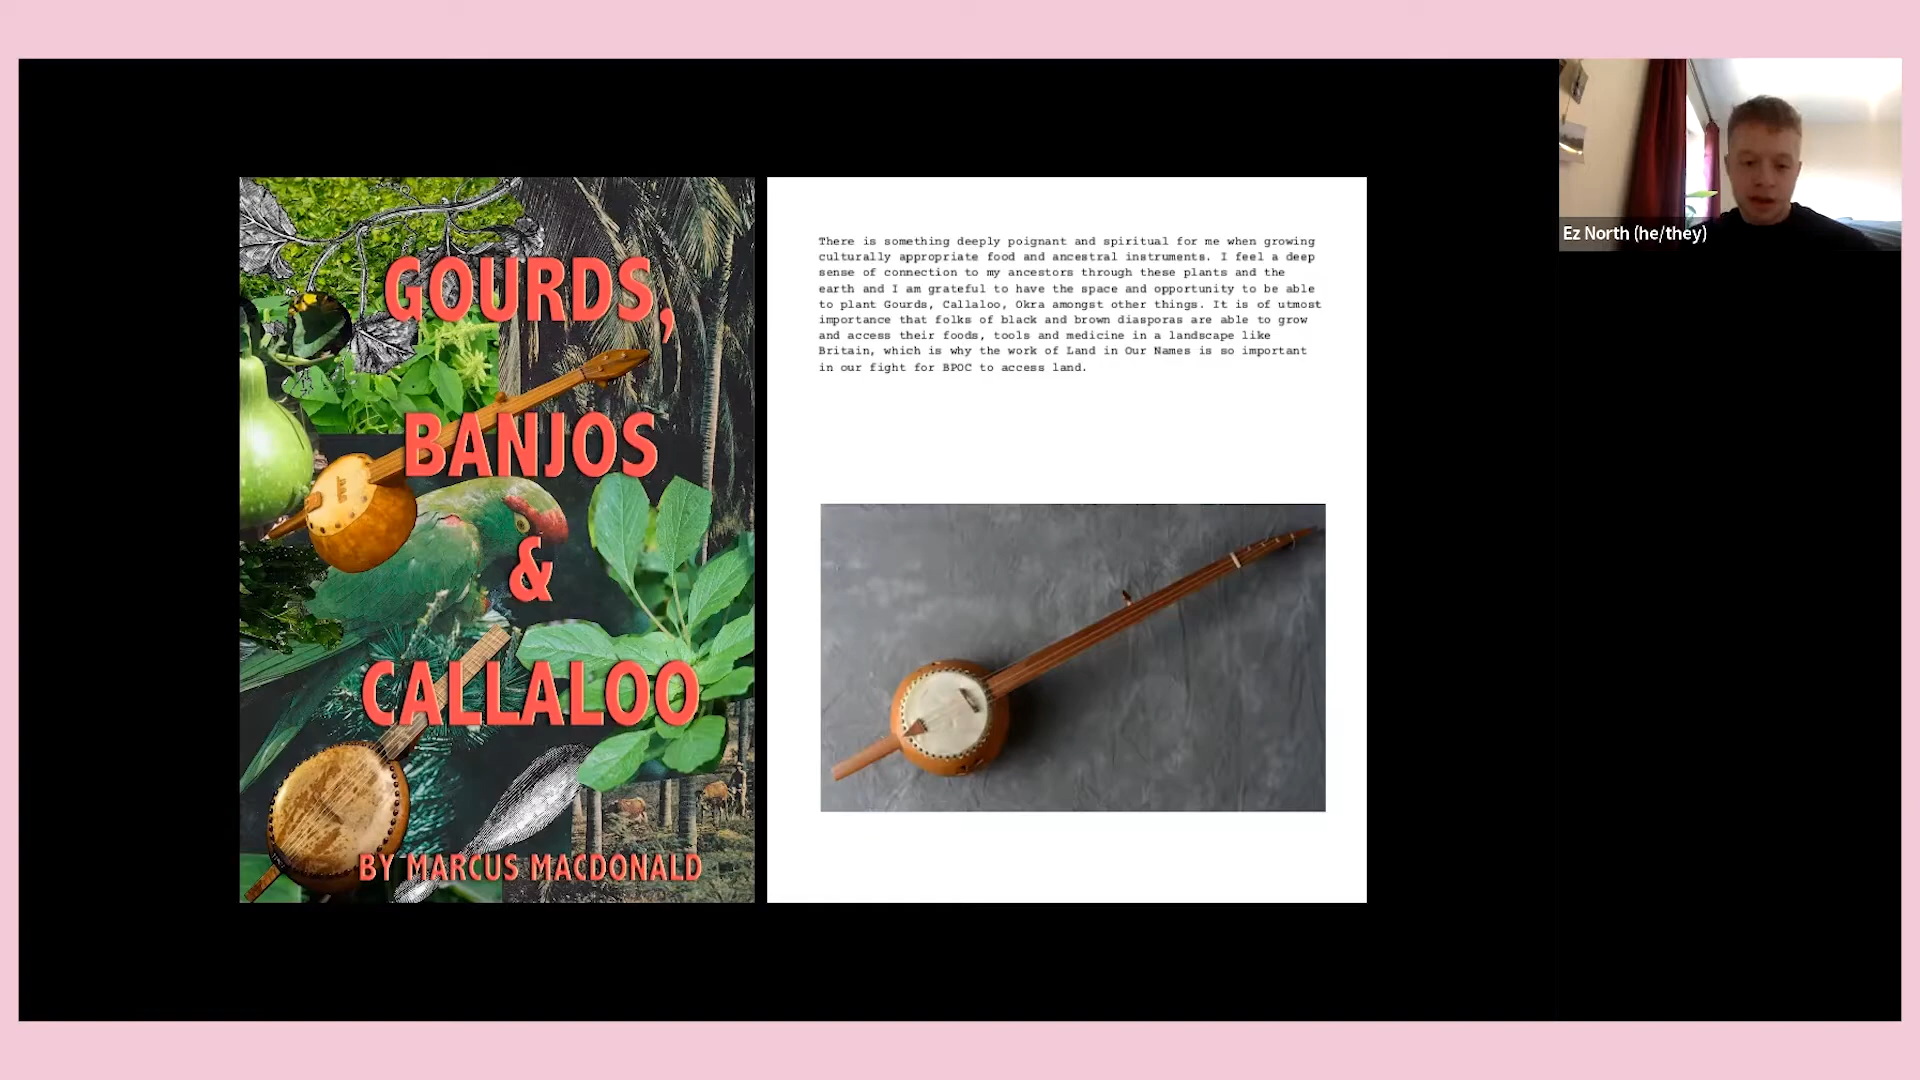 GOURDS,
BANJOS
&
CALLALOO
BY MARCUS MACDONALD
There is something deeply poignant and spiritual for me when growing
culturally appropriate food and ancestral instruments. I feel a deep
sense of connection to my ancestors through these plants and the
earth and I am grateful to have the space and opportunity to be able
to plant Gourds, Callaloo, Okra amongst other things. It is of utmost
importance that folks of black and brown diasporas are able to grow
and access their foods, tools and medicine in a landscape like
Britain, which is why the work of Land in Our Names is so important
in our fight for BPOC to access land.
Ez North (he/they)